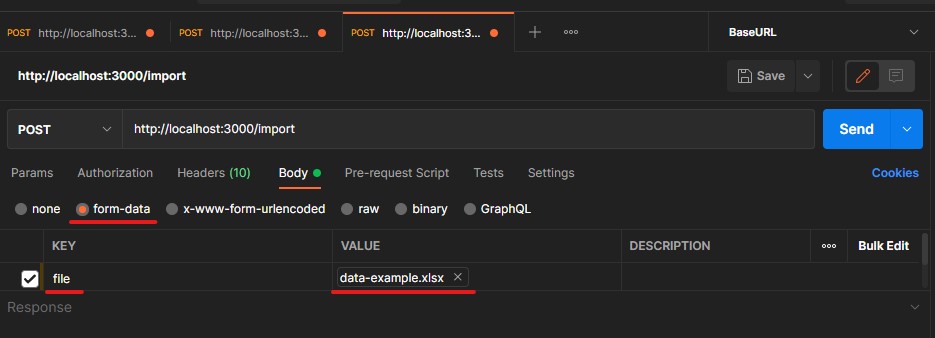 POST http://localhost:3... POST http://localhost:3... POST http://localhost:3... BaseURL
http://localhost:3000/import Save
POST http://localhost:3000/import Send
Params Authorization Headers (10) Body Pre-request Script Tests Settings Cookies
none form-data x-www-form-urlencoded raw binary GraphQL
KEY VALUE DESCRIPTION Bulk Edit
file data-example.xlsx
Response